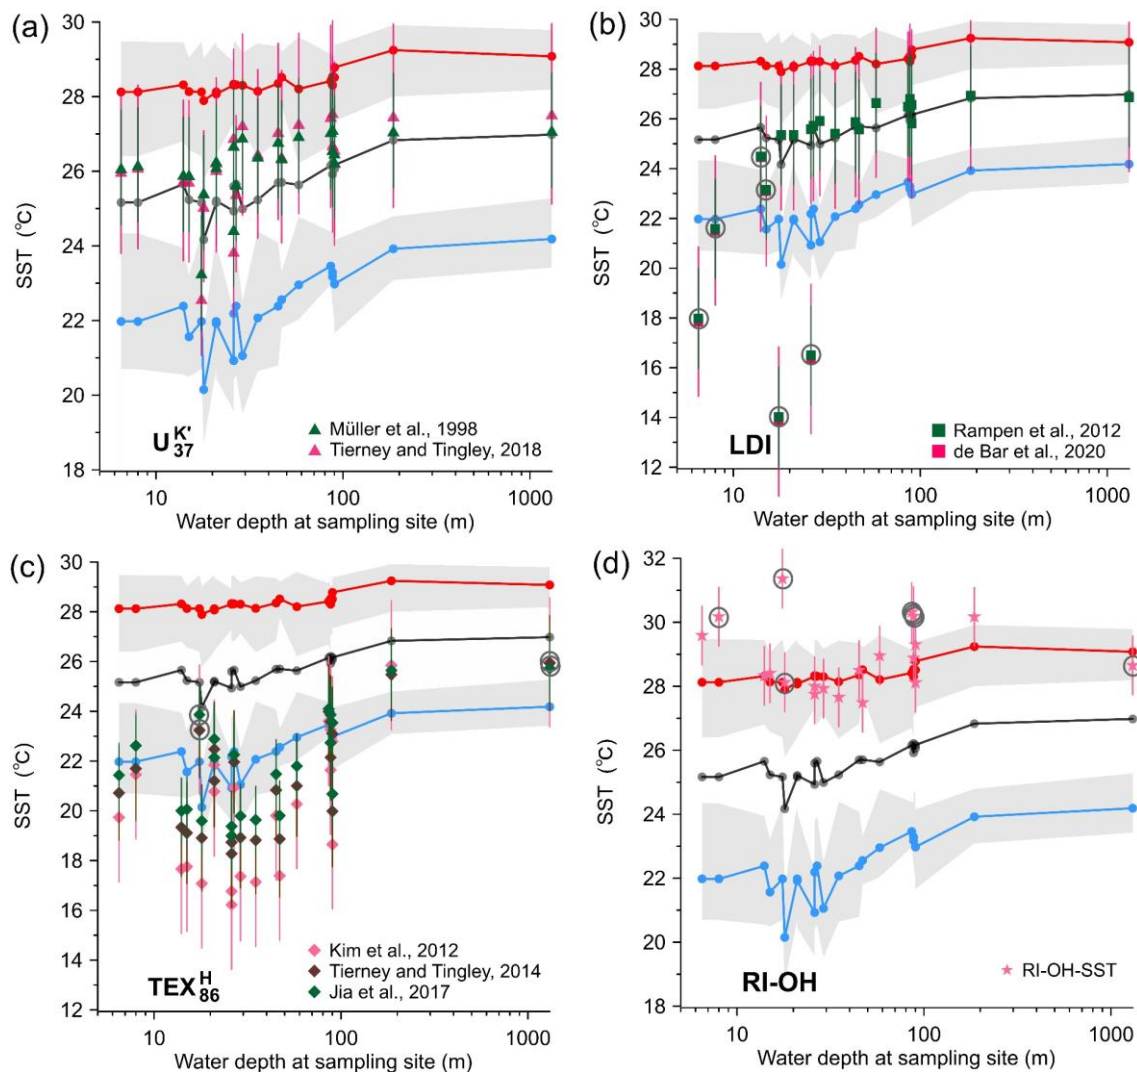 (a)
30
28
26
24
22
20
18
SST (°C)
U37K'
Müller et al., 1998
Tierney and Tingley, 2018
10
100
1000
Water depth at sampling site (m)
(b)
30
28
26
24
22
20
18
16
14
12
SST (°C)
LDI
Rampen et al., 2012
de Bar et al., 2020
10
100
1000
Water depth at sampling site (m)
(c)
30
28
26
24
22
20
18
16
14
12
SST (°C)
TEX86H
Kim et al., 2012
Tierney and Tingley, 2014
Jia et al., 2017
10
100
1000
Water depth at sampling site (m)
(d)
32
30
28
26
24
22
20
18
SST (°C)
RI-OH
RI-OH-SST
10
100
1000
Water depth at sampling site (m)